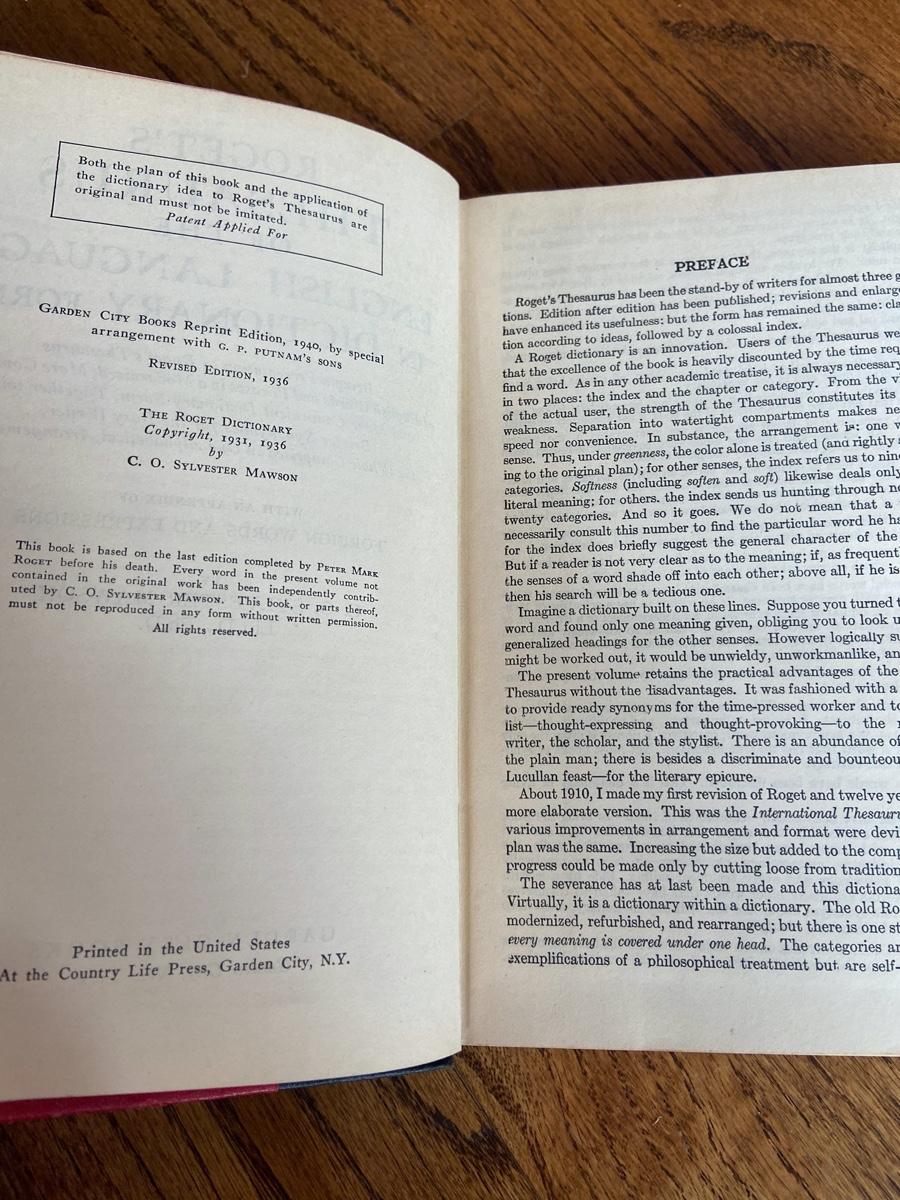 Both the plan of this book and the application of
the dictionary idea to Roget's Thesaurus are
original and must not be imitated.
Patent Applied For
GARDEN CITY BOOKS REPRINT EDITION, 1940, by special
arrangement with G. P. PUTNAM'S SONS
REVISED EDITION, 1936
THE ROGET DICTIONARY
Copyright, 1931, 1936
by
C. O. SYLVESTER MAWSON
This book is based on the last edition completed by PETER MARK
ROGET before his death. Every word in the present volume not
contained in the original work has been independently contrib-
uted by C. O. SYLVESTER MAWSON. This book, or parts thereof,
must not be reproduced in any form without written permission.
All rights reserved.
Printed in the United States
At the Country Life Press, Garden City, N.Y.
PREFACE
Roget's Thesaurus has been the stand-by of writers for almost three g
tions. Edition after edition has been published; revisions and enlarg
have enhanced its usefulness: but the form has remained the same: cla
tion according to ideas, followed by a colossal index.
A Roget dictionary is an innovation. Users of the Thesaurus we
that the excellence of the book is heavily discounted by the time req
find a word. As in any other academic treatise, it is always necessary
in two places: the index and the chapter or category. From the v
of the actual user, the strength of the Thesaurus constitutes its
weakness. Separation into watertight compartments makes ne
speed nor convenience. In substance, the arrangement is: one w
sense. Thus, under greenness, the color alone is treated (and rightly s
ing to the original plan); for other senses, the index refers us to nine
categories. Softness (including soften and soft) likewise deals only
literal meaning; for others. the index sends us hunting through no
twenty categories. And so it goes. We do not mean that a
necessarily consult this number to find the particular word he ha
for the index does briefly suggest the general character of the
But if a reader is not very clear as to the meaning; if, as frequent
the senses of a word shade off into each other; above all, if he is
then his search will be a tedious one.
Imagine a dictionary built on these lines. Suppose you turned t
word and found only one meaning given, obliging you to look u
generalized headings for the other senses. However logically su
might be worked out, it would be unwieldy, unworkmanlike, an
The present volume retains the practical advantages of the
Thesaurus without the disadvantages. It was fashioned with a
to provide ready synonyms for the time-pressed worker and to
list—thought-expressing and thought-provoking—to the
writer, the scholar, and the stylist. There is an abundance of
the plain man; there is besides a discriminate and bounteou
Lucullan feast—for the literary epicure.
About 1910, I made my first revision of Roget and twelve ye
more elaborate version. This was the International Thesauru
various improvements in arrangement and format were devi
plan was the same. Increasing the size but added to the comp
progress could be made only by cutting loose from tradition
The severance has at last been made and this dictiona
Virtually, it is a dictionary within a dictionary. The old Ro
modernized, refurbished, and rearranged; but there is one st
every meaning is covered under one head. The categories ar
exemplifications of a philosophical treatment but are self-